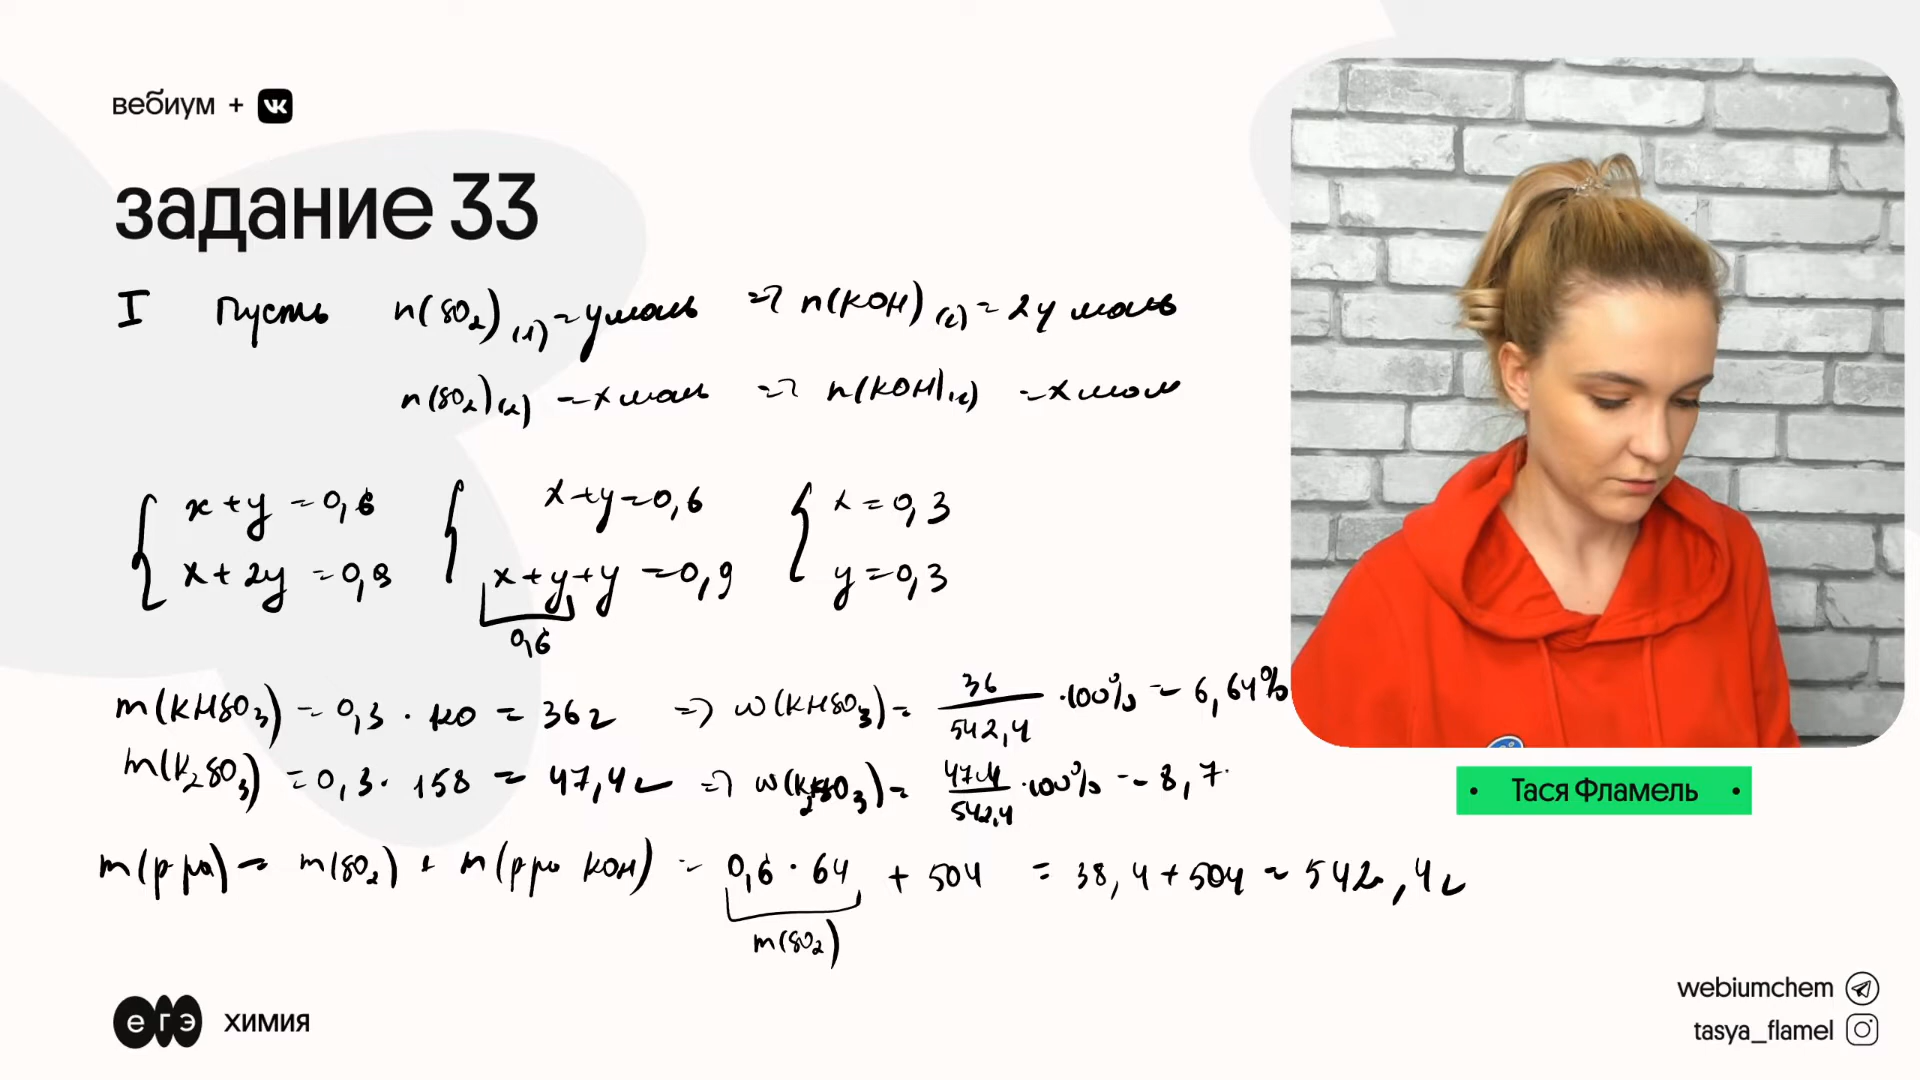 вебиум +
задание 33
I Пусть n(SO₂)₍₁₎ = y моль => n(KOH)₍₁₎ = 2y моль
n(SO₂)₍₂₎ = x моль => n(KOH)₍₂₎ = x моль
{ x + y = 0,6 { x + y = 0,6 { x = 0,3
x + 2y = 0,9 x + y + y = 0,9 y = 0,3
0,6
m(KHSO₃) = 0,3 · 120 = 36 г => ω(KHSO₃) = 36/542,4 · 100% = 6,64%
m(K₂SO₃) = 0,3 · 158 = 47,4 г => ω(K₂SO₃) = 47,4/542,4 · 100% = 8,7
m(р-ра) = m(SO₂) + m(р-ра KOH) = 0,6 · 64 + 504 = 38,4 + 504 = 542,4 г
m(SO₂)
• Тася Фламель •
егэ химия
webiumchem
tasya_flamel